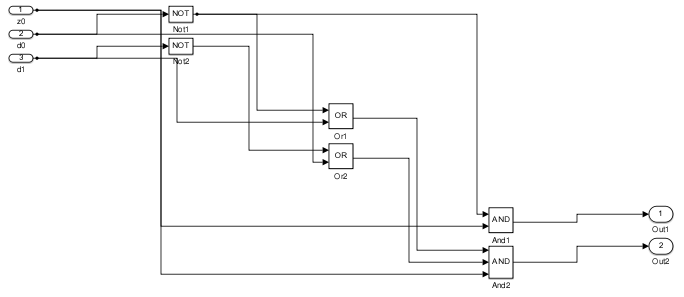 1
z0
2
d0
3
d1
NOT
Not1
NOT
Not2
OR
Or1
OR
Or2
AND
And1
AND
And2
1
Out1
2
Out2